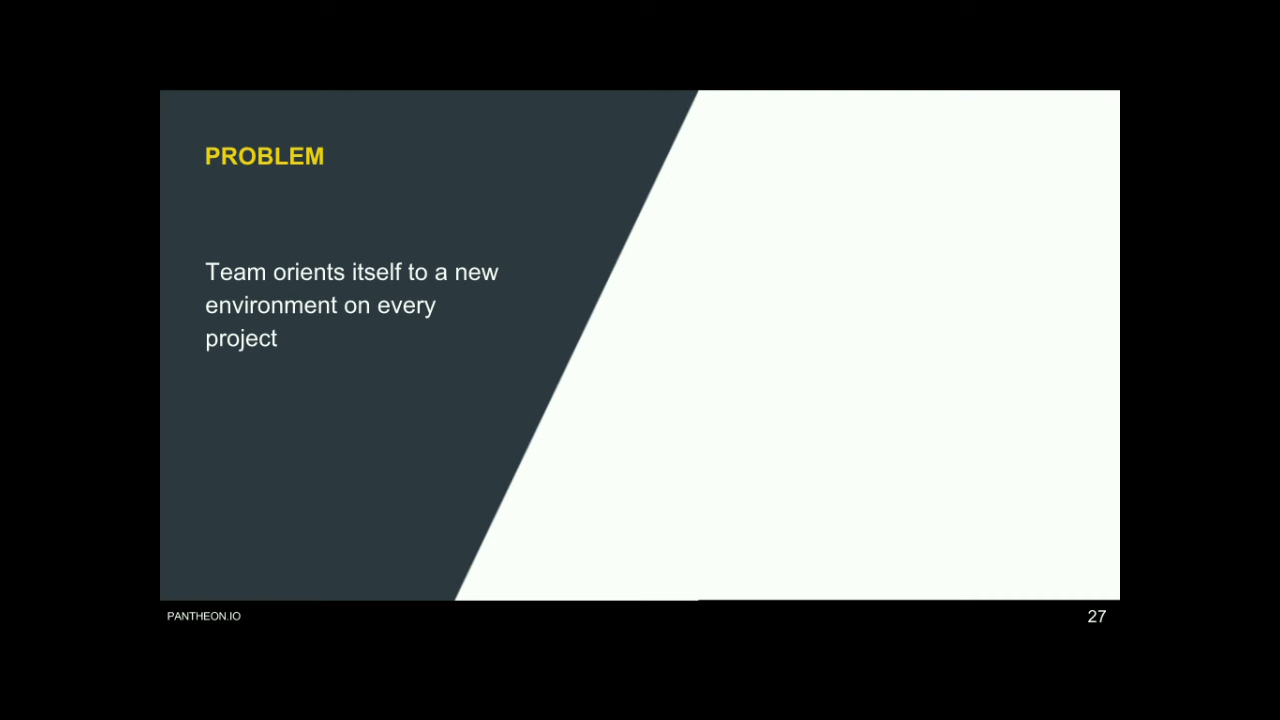 PROBLEM
Team orients itself to a new
environment on every
project
PANTHEON.IO
27